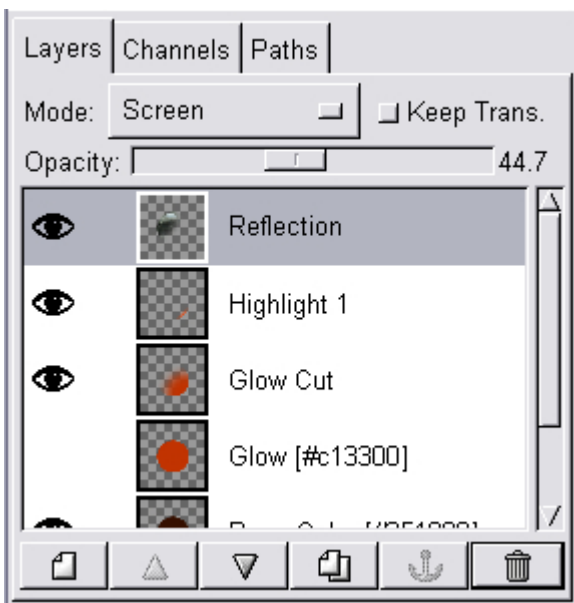 Layers Channels Paths
Mode: Screen Keep Trans.
Opacity: 44.7
Reflection
Highlight 1
Glow Cut
Glow [#c13300]